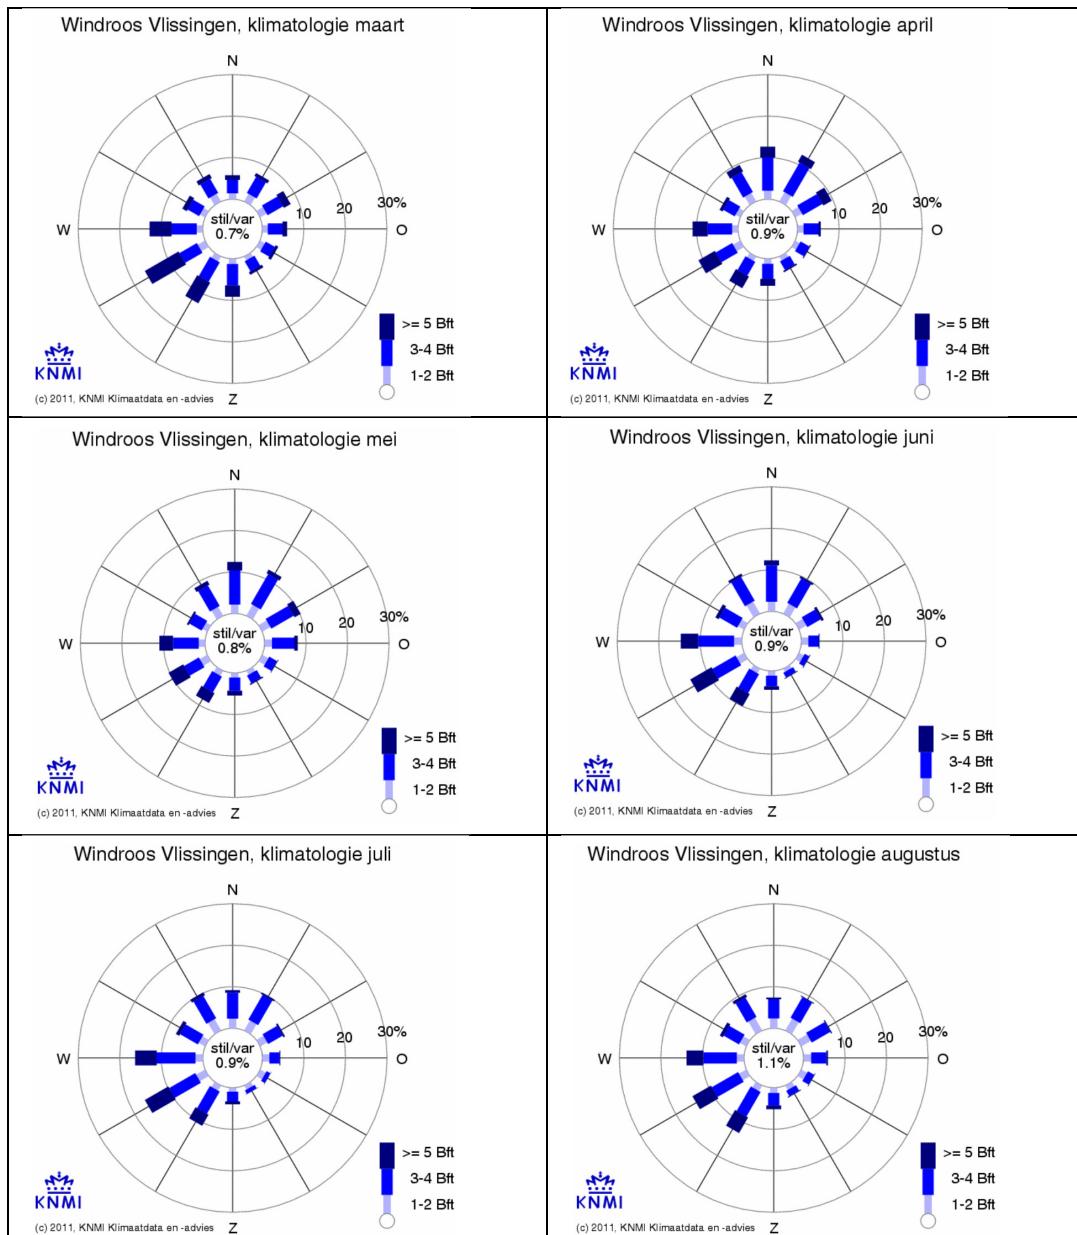 Windroos Vlissingen, klimatologie maart
N
30%
20
10
stil/var
0.7%
W
O
>= 5 Bft
3-4 Bft
1-2 Bft
KNMI
(c) 2011, KNMI Klimaatdata en -advies
Z
Windroos Vlissingen, klimatologie april
N
30%
20
10
stil/var
0.9%
W
O
>= 5 Bft
3-4 Bft
1-2 Bft
KNMI
(c) 2011, KNMI Klimaatdata en -advies
Z
Windroos Vlissingen, klimatologie mei
N
30%
20
10
stil/var
0.8%
W
O
>= 5 Bft
3-4 Bft
1-2 Bft
KNMI
(c) 2011, KNMI Klimaatdata en -advies
Z
Windroos Vlissingen, klimatologie juni
N
30%
20
10
stil/var
0.9%
W
O
>= 5 Bft
3-4 Bft
1-2 Bft
KNMI
(c) 2011, KNMI Klimaatdata en -advies
Z
Windroos Vlissingen, klimatologie juli
N
30%
20
10
stil/var
0.9%
W
O
>= 5 Bft
3-4 Bft
1-2 Bft
KNMI
(c) 2011, KNMI Klimaatdata en -advies
Z
Windroos Vlissingen, klimatologie augustus
N
30%
20
10
stil/var
1.1%
W
O
>= 5 Bft
3-4 Bft
1-2 Bft
KNMI
(c) 2011, KNMI Klimaatdata en -advies
Z